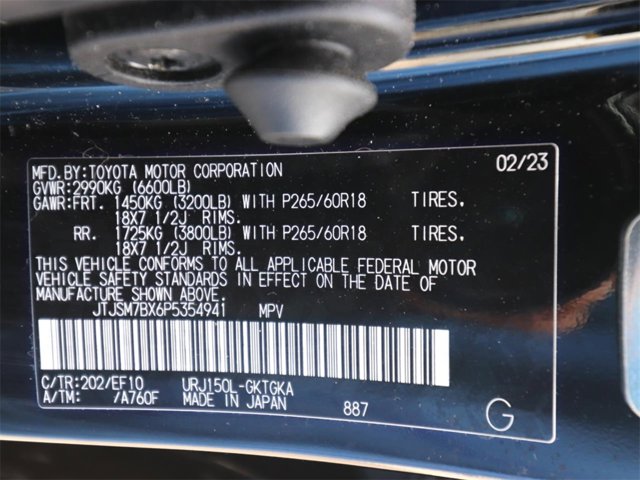 MFD.BY:TOYOTA MOTOR CORPORATION 02/23
GVWR:2990KG (6600LB)
GAWR:FRT. 1450KG (3200LB) WITH P265/60R18 TIRES.
18X7 1/2J RIMS.
RR. 1725KG (3800LB) WITH P265/60R18 TIRES.
18X7 1/2J RIMS.
THIS VEHICLE CONFORMS TO ALL APPLICABLE FEDERAL MOTOR
VEHICLE SAFETY STANDARDS IN EFFECT ON THE DATE OF
MANUFACTURE SHOWN ABOVE.
JTJSM7BX6P5354941 MPV
C/TR:202/EF10 URJ150L-GKTGKA
A/TM: /A760F MADE IN JAPAN 887 G